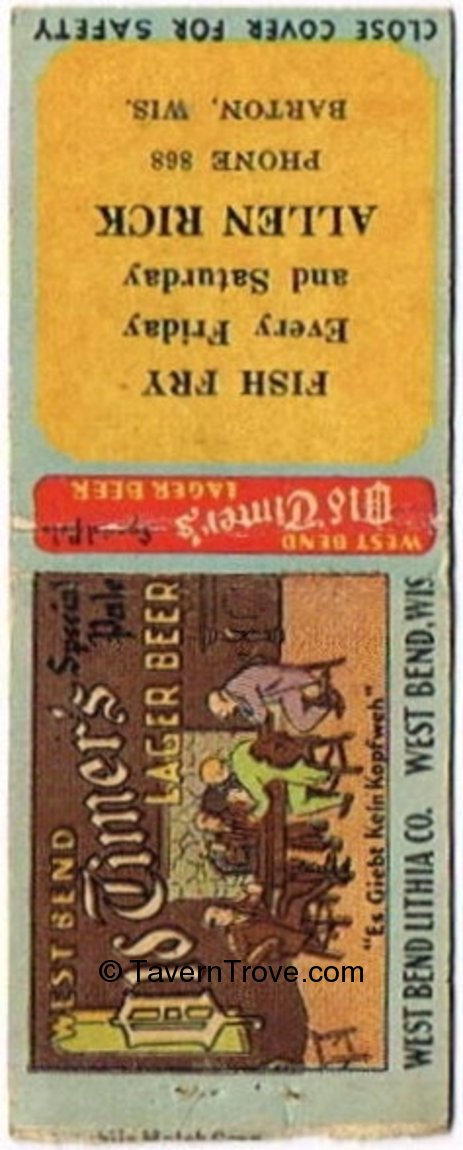 CLOSE COVER FOR SAFETY
FISH FRY
Every Friday
and Saturday
ALLEN RICK
PHONE 868
BARTON, WIS.
WEST BEND
Old Timer's
Special Pale
LAGER BEER
WEST BEND
Old Timer's
Special
Pale
LAGER BEER
"Es Giebt Kein Kopfweh"
WEST BEND LITHIA CO. WEST BEND, WIS
© TavernTrove.com